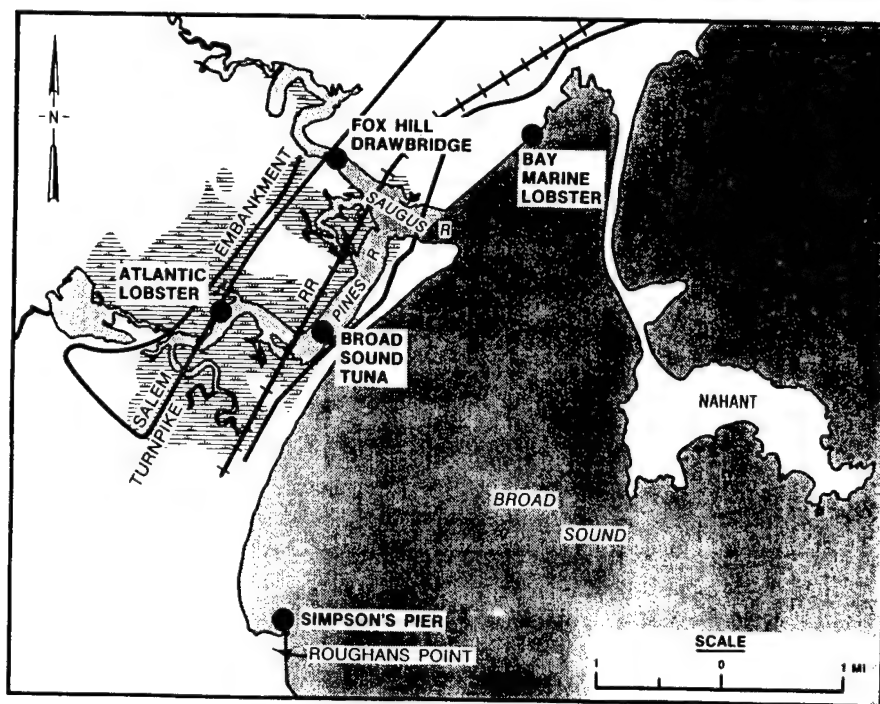 -N-
FOX HILL
DRAWBRIDGE
BAY
MARINE
LOBSTER
EMBANKMENT
SAUGUS R
ATLANTIC
LOBSTER
RR
PINES R
BROAD
SOUND
TUNA
SALEM
TURNPIKE
NAHANT
BROAD
SOUND
SIMPSON'S PIER
ROUGHANS POINT
SCALE
1 0 1 MI